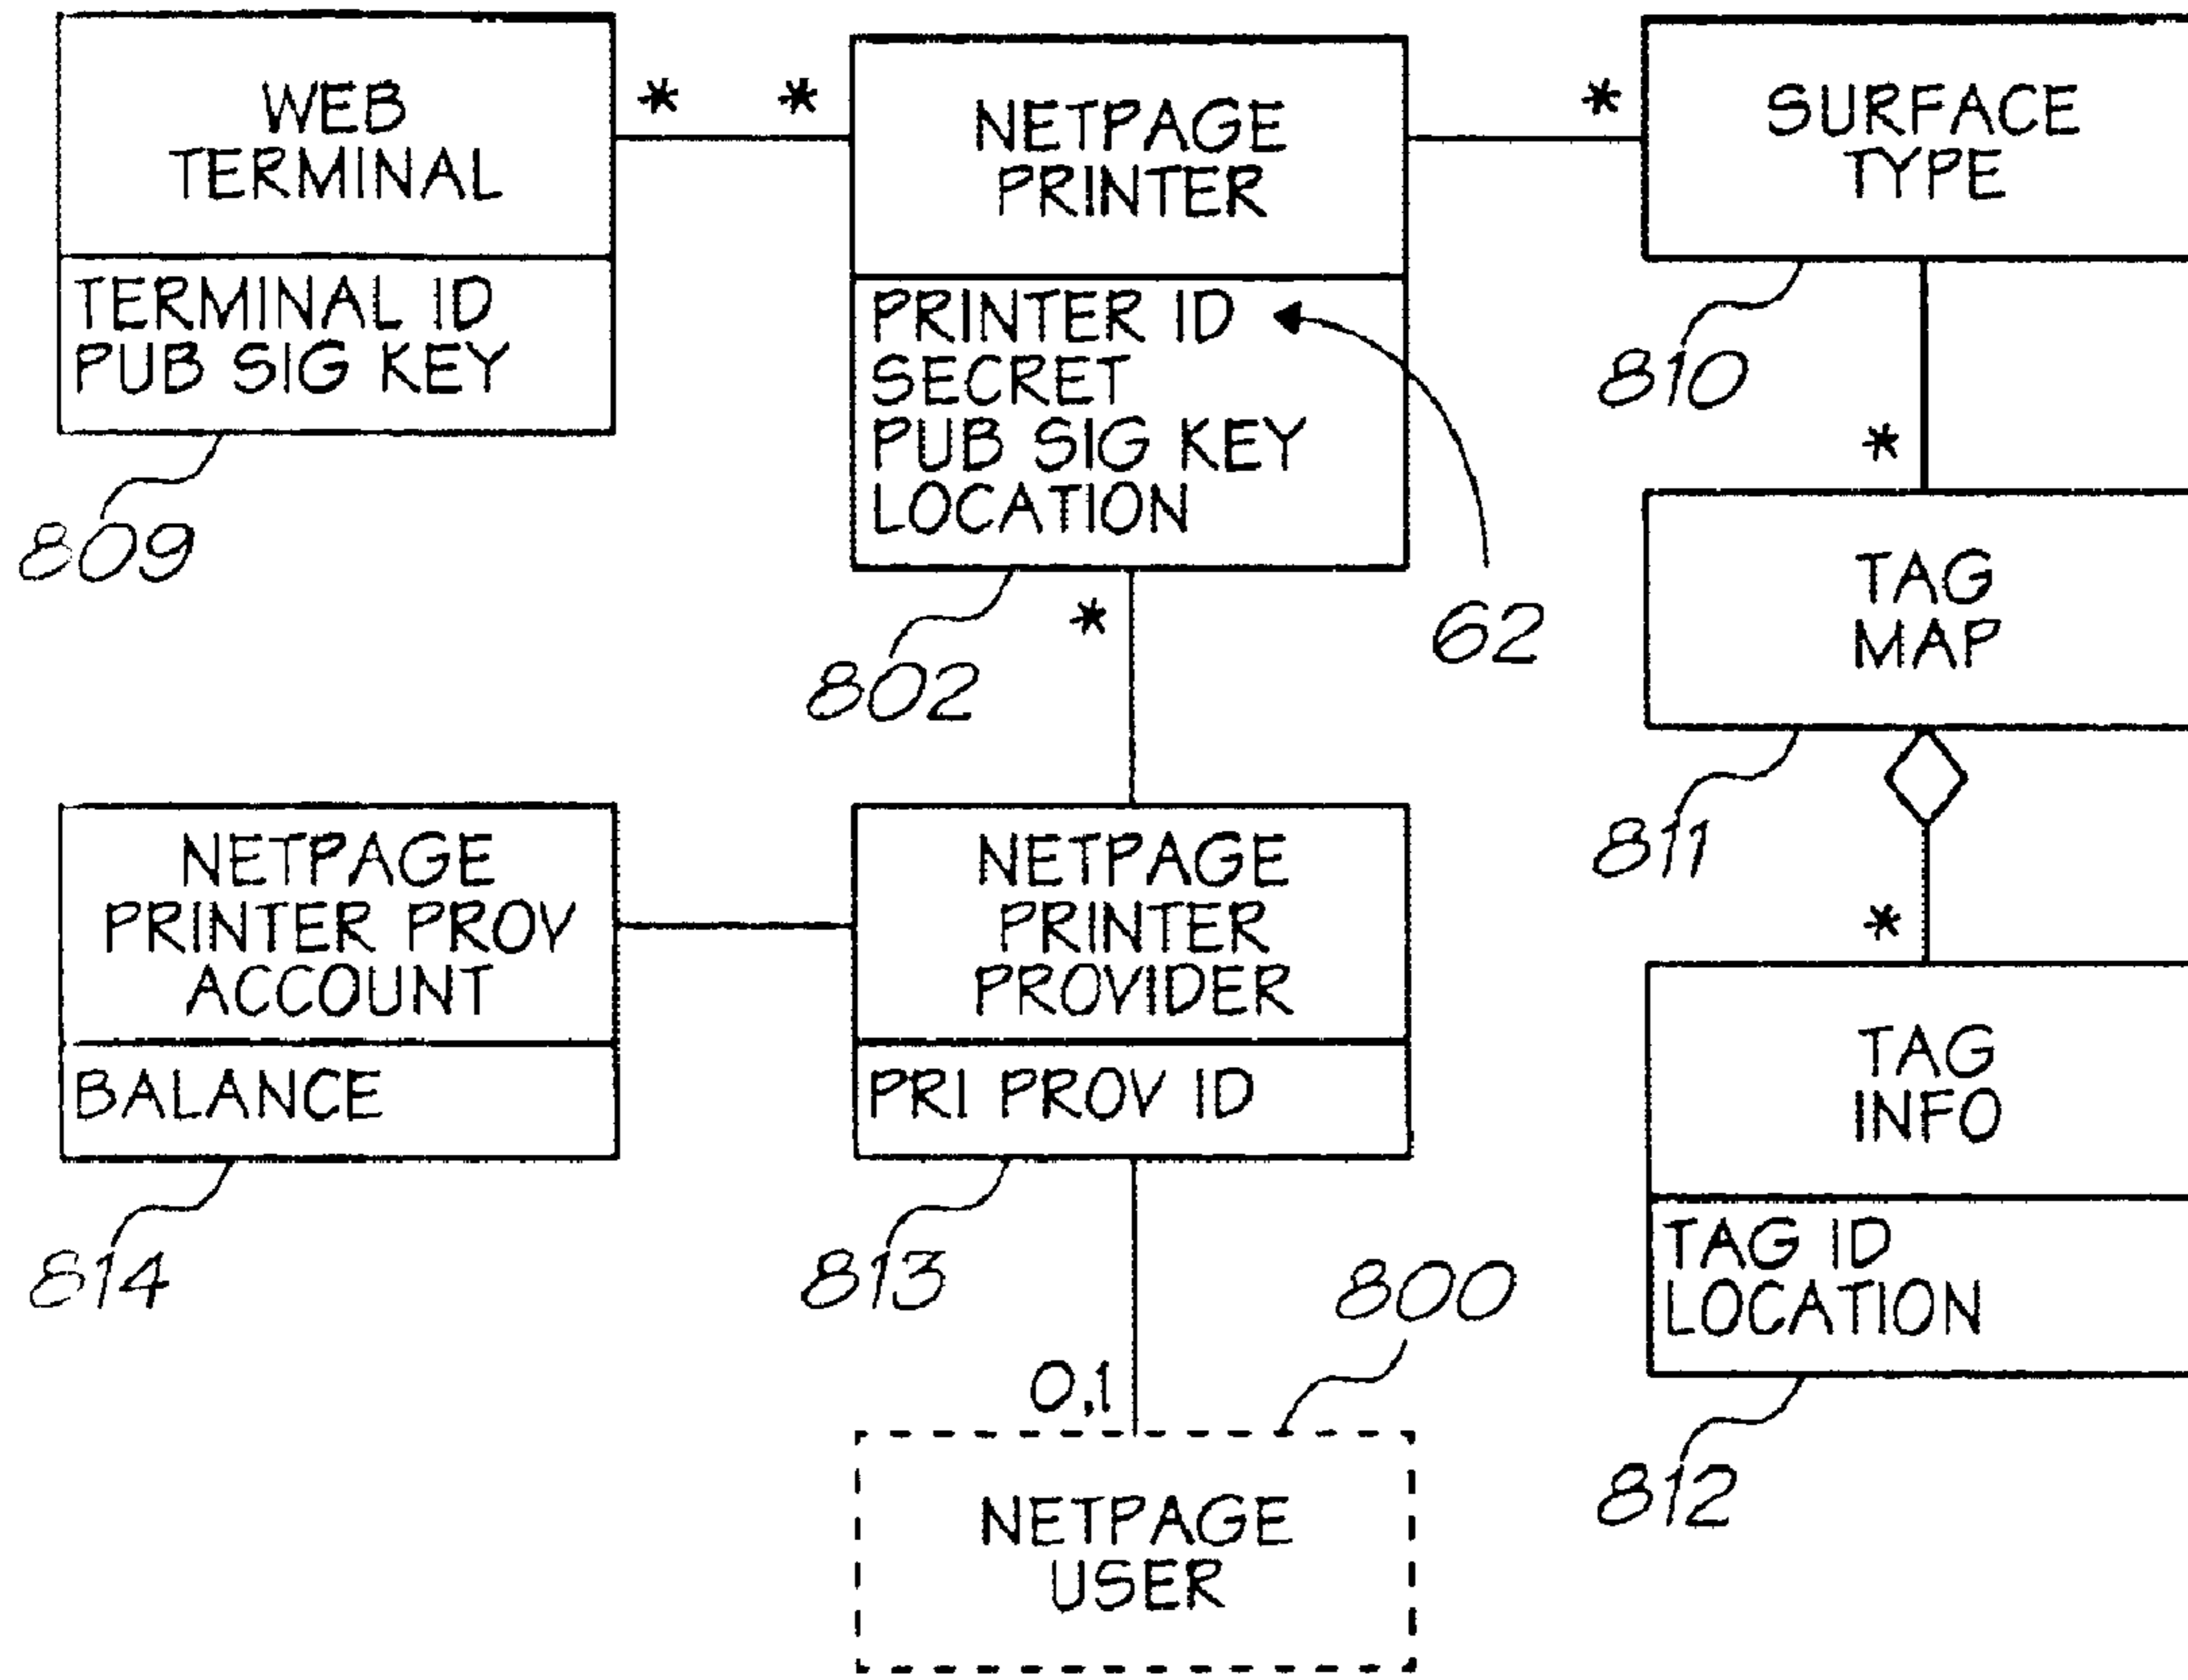 WEB
TERMINAL
TERMINAL ID
PUB SIG KEY
809
*
*
NETPAGE
PRINTER
PRINTER ID
SECRET
PUB SIG KEY
LOCATION
62
802
*
*
SURFACE
TYPE
810
*
TAG
MAP
811
*
NETPAGE
PRINTER PROV
ACCOUNT
BALANCE
814
NETPAGE
PRINTER
PROVIDER
PRI PROV ID
813
TAG
INFO
TAG ID
LOCATION
812
800
0,1
NETPAGE
USER